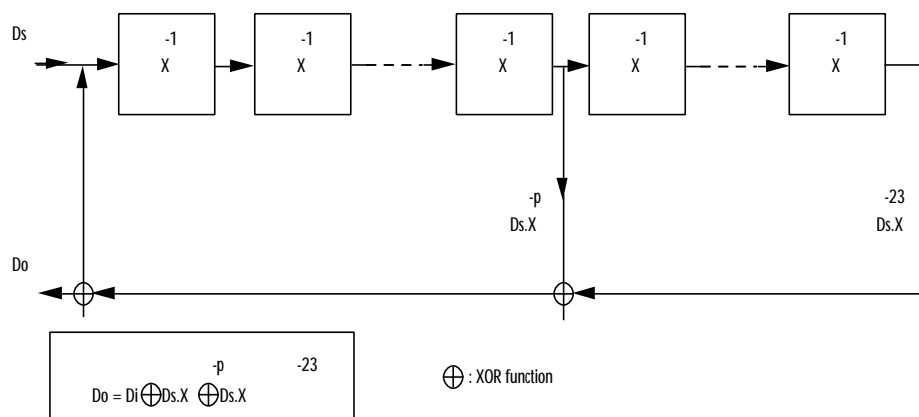 Ds
-1 -1 -1 -1 -1
X X X X X
-p -23
Ds.X Ds.X
Do
-p -23
Do = Di⊕Ds.X ⊕Ds.X
⊕ : XOR function